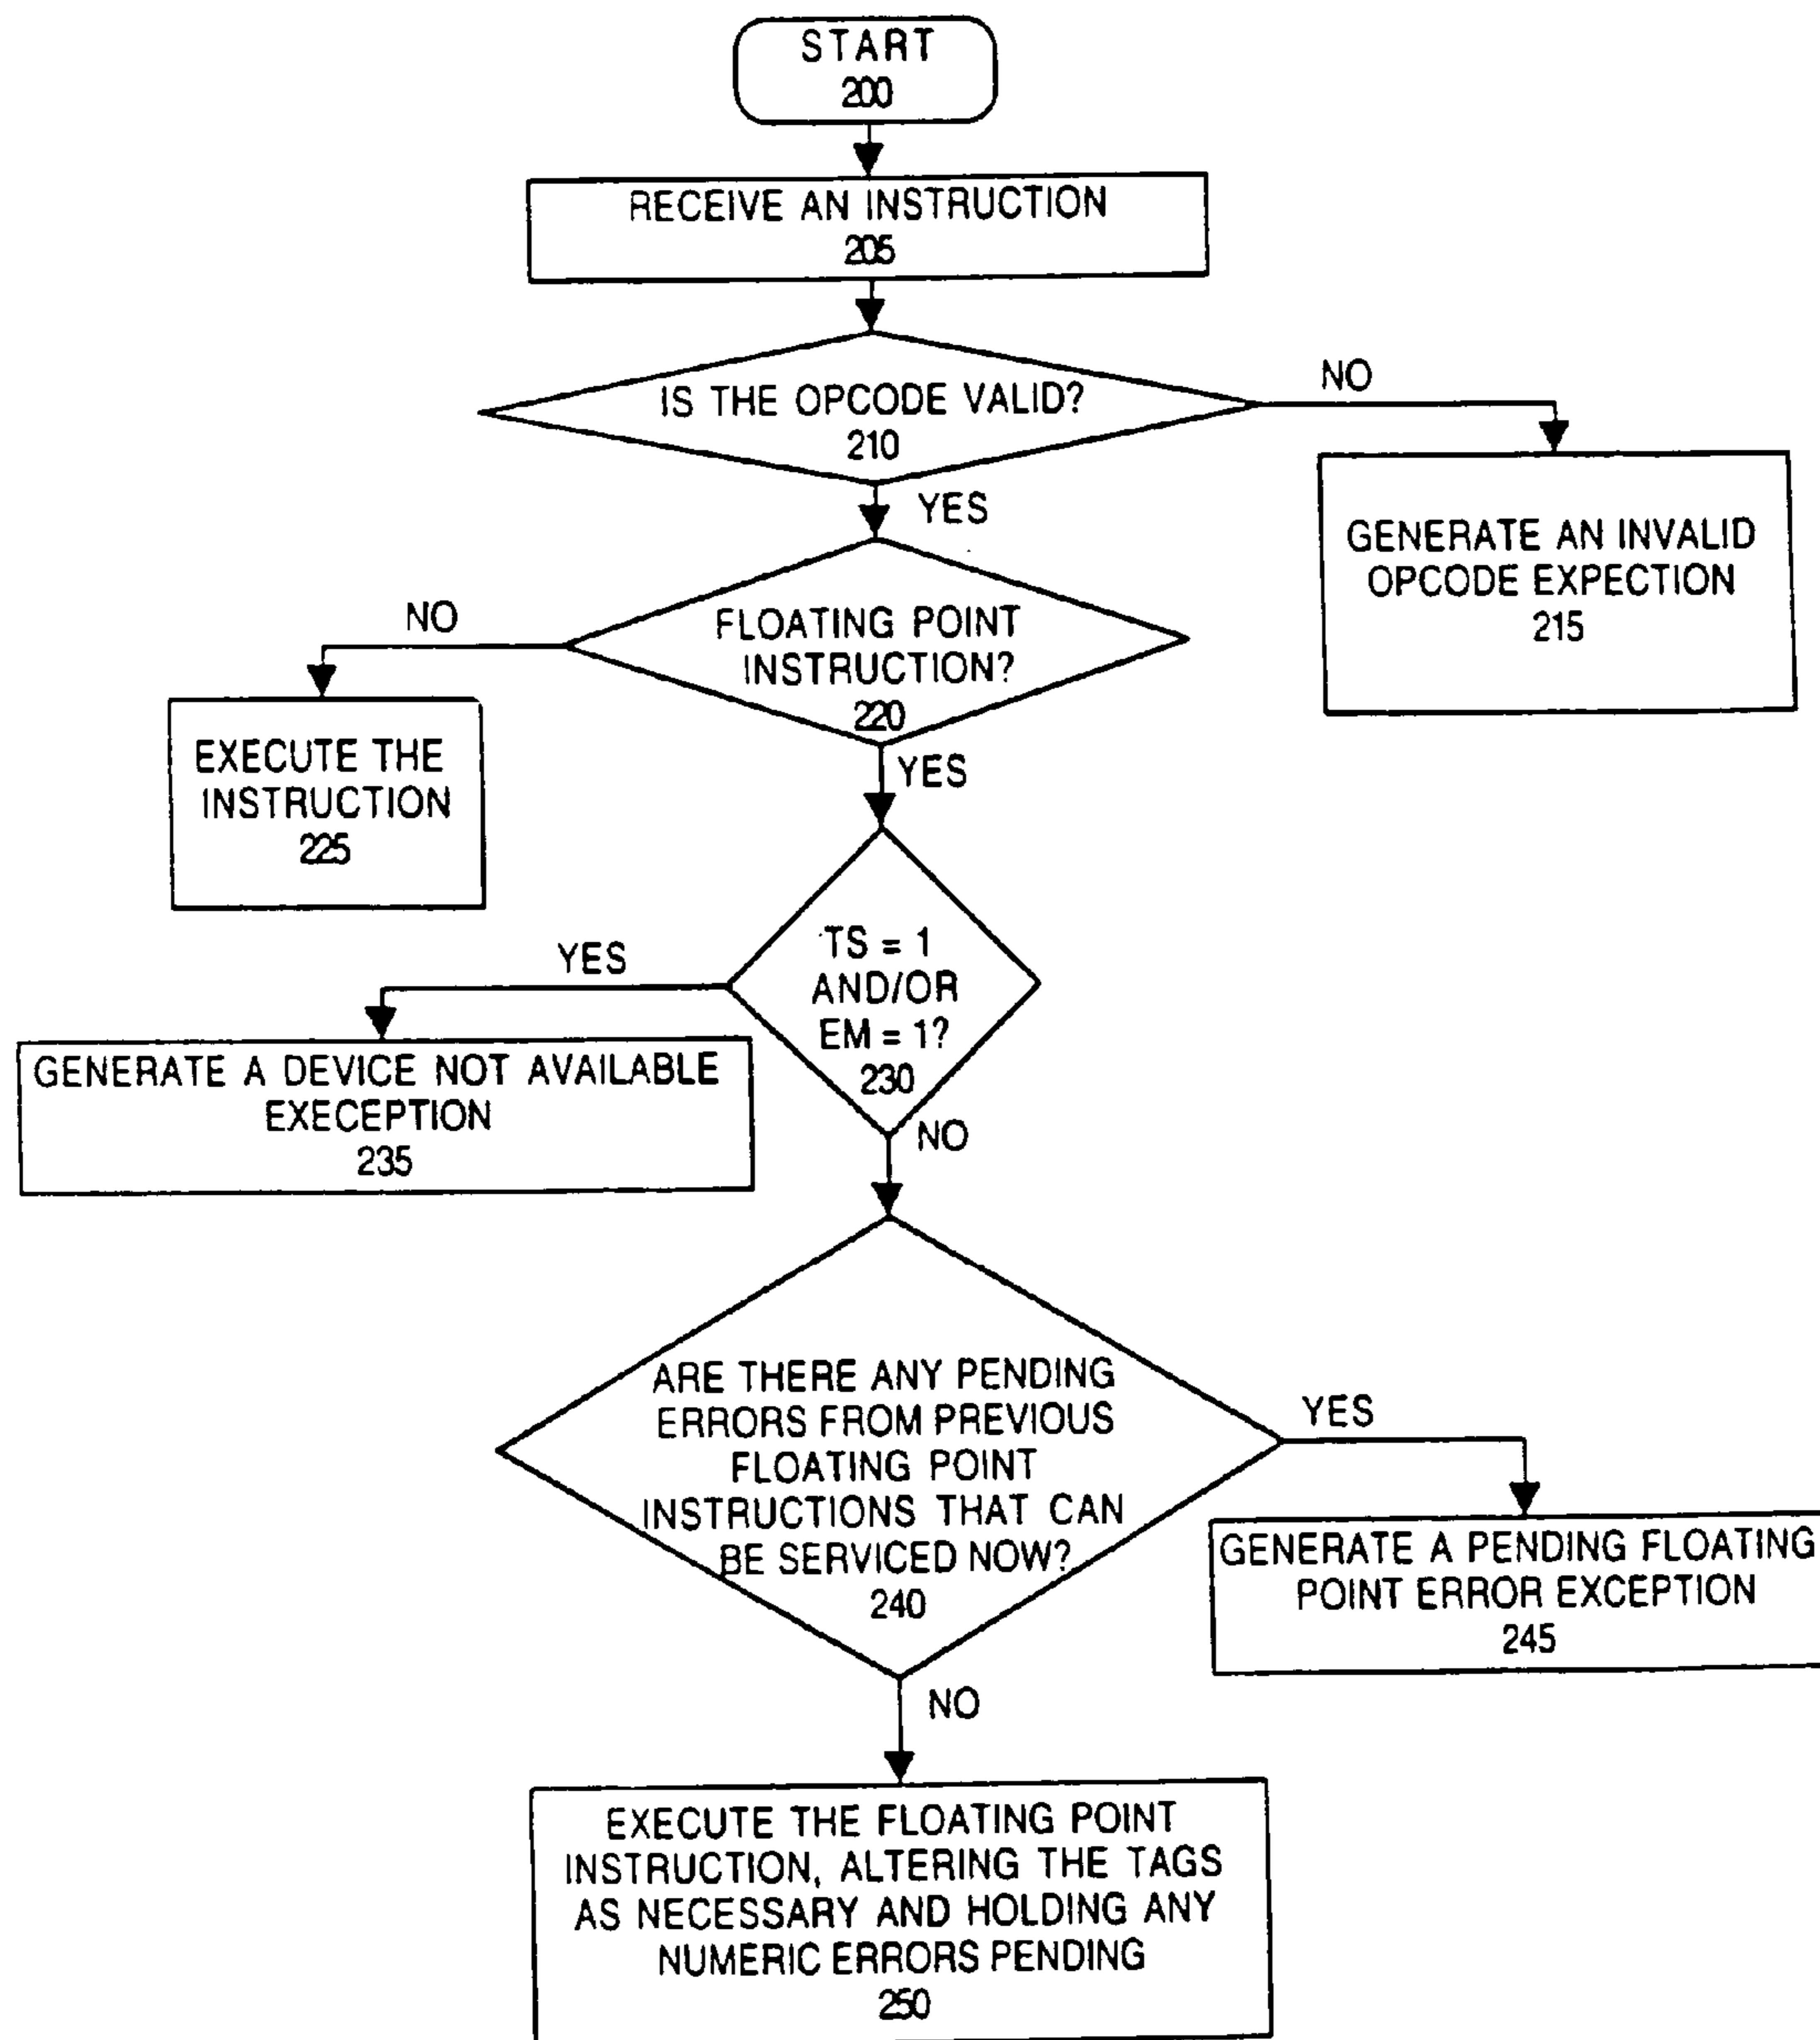 START
200
RECEIVE AN INSTRUCTION
205
IS THE OPCODE VALID?
210
NO
YES
GENERATE AN INVALID
OPCODE EXPECTION
215
FLOATING POINT
INSTRUCTION?
220
NO
EXECUTE THE
INSTRUCTION
225
YES
TS = 1
AND/OR
EM = 1?
230
YES
GENERATE A DEVICE NOT AVAILABLE
EXECEPTION
235
NO
ARE THERE ANY PENDING
ERRORS FROM PREVIOUS
FLOATING POINT
INSTRUCTIONS THAT CAN
BE SERVICED NOW?
240
YES
GENERATE A PENDING FLOATING
POINT ERROR EXCEPTION
245
NO
EXECUTE THE FLOATING POINT
INSTRUCTION, ALTERING THE TAGS
AS NECESSARY AND HOLDING ANY
NUMERIC ERRORS PENDING
250